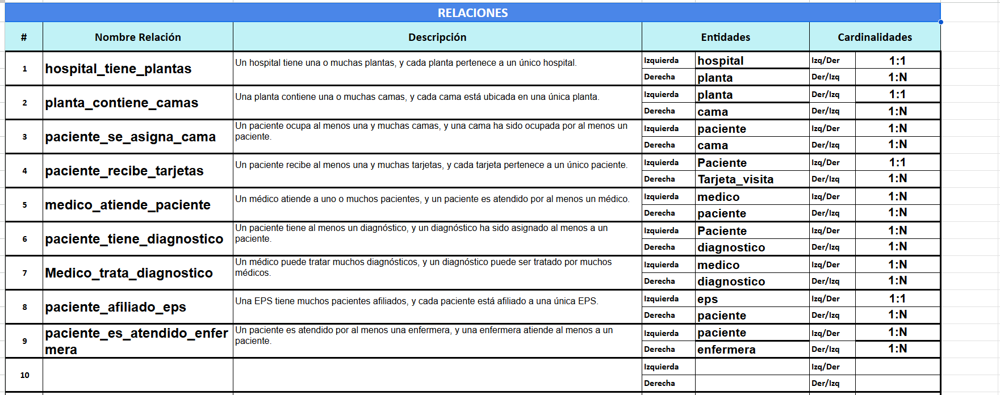 RELACIONES
# Nombre Relación Descripción Entidades Cardinalidades
1 hospital_tiene_plantas Un hospital tiene una o muchas plantas, y cada planta pertenece a un único hospital. Izquierda hospital Izq/Der 1:1
Derecha planta Der/Izq 1:N
2 planta_contiene_camas Una planta contiene una o muchas camas, y cada cama está ubicada en una única planta. Izquierda planta Der/Izq 1:1
Derecha cama Der/Izq 1:N
3 paciente_se_asigna_cama Un paciente ocupa al menos una y muchas camas, y una cama ha sido ocupada por al menos un Izquierda paciente Izq/Der 1:N
paciente. Derecha cama Der/Izq 1:N
4 paciente_recibe_tarjetas Un paciente recibe al menos una y muchas tarjetas, y cada tarjeta pertenece a un único paciente. Izquierda Paciente Izq/Der 1:1
Derecha Tarjeta_visita Der/Izq 1:N
5 medico_atiende_paciente Un médico atiende a uno o muchos pacientes, y un paciente es atendido por al menos un médico. Izquierda medico Izq/Der 1:N
Derecha paciente Der/Izq 1:N
6 paciente_tiene_diagnostico Un paciente tiene al menos un diagnóstico, y un diagnóstico ha sido asignado al menos a un Izquierda Paciente Izq/Der 1:N
paciente. Derecha diagnostico Der/Izq 1:N
7 Medico_trata_diagnostico Un médico puede tratar muchos diagnósticos, y un diagnóstico puede ser tratado por muchos Izquierda medico Izq/Der 1:N
médicos. Derecha diagnostico Der/Izq 1:N
8 paciente_afiliado_eps Una EPS tiene muchos pacientes afiliados, y cada paciente está afiliado a una única EPS. Izquierda eps Izq/Der 1:1
Derecha paciente Der/Izq 1:N
9 paciente_es_atendido_enfer Un paciente es atendido por al menos una enfermera, y una enfermera atiende al menos a un Izquierda paciente Izq/Der 1:N
mera paciente. Derecha enfermera Der/Izq 1:N
10 Izquierda Izq/Der
Derecha Der/Izq